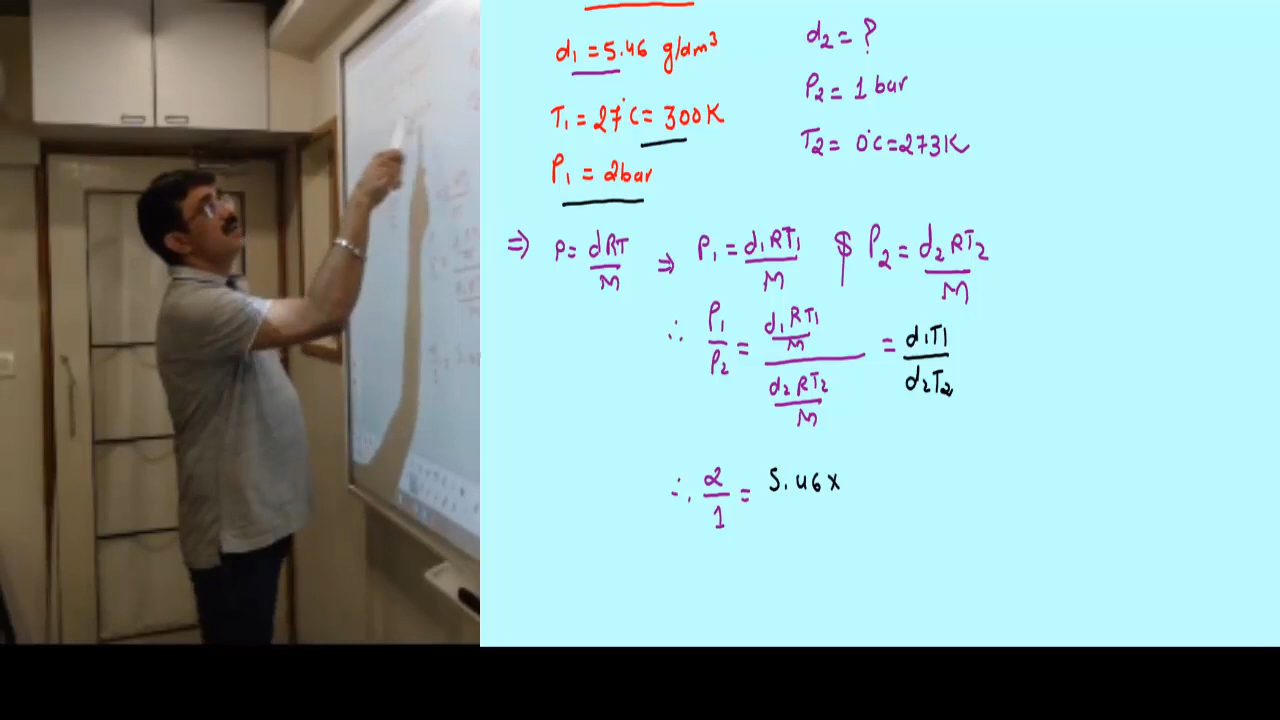 d₁ = 5.46 g/dm³
T₁ = 27°C = 300K
P₁ = 2bar
d₂ = ?
P₂ = 1 bar
T₂ = 0°C = 273K
⇒ P = dRT/M ⇒ P₁ = d₁RT₁/M $ P₂ = d₂RT₂/M
∴ P₁/P₂ = (d₁RT₁/M)/(d₂RT₂/M) = d₁T₁/d₂T₂
∴ 2/1 = 5.46 x